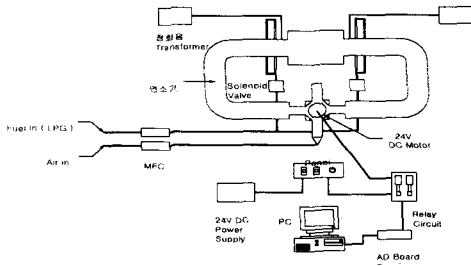 점화용
Transformer
연소기
Solenoid
Valve
Fuel In ( LPG )
Air In
MFC
24V
DC Motor
Panel
24V DC
Power
Supply
PC
Relay
Circuit
AD Board